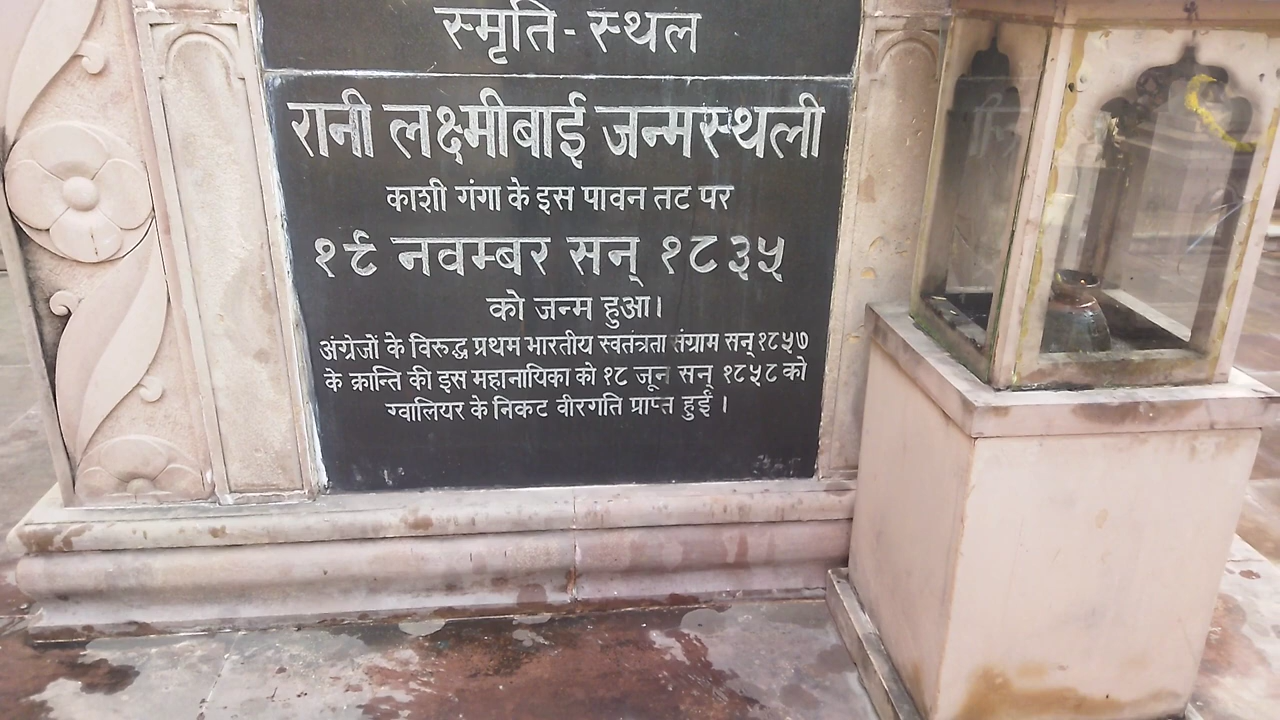 स्मृति - स्थल
रानी लक्ष्मीबाई जन्मस्थली
काशी गंगा के इस पावन तट पर
१९ नवम्बर सन् १८३५
को जन्म हुआ।
अंग्रेजों के विरुद्ध प्रथम भारतीय स्वतंत्रता संग्राम सन् १८५७
के क्रान्ति की इस महानायिका को १८ जून सन् १८५८ को
ग्वालियर के निकट वीरगति प्राप्त हुई ।